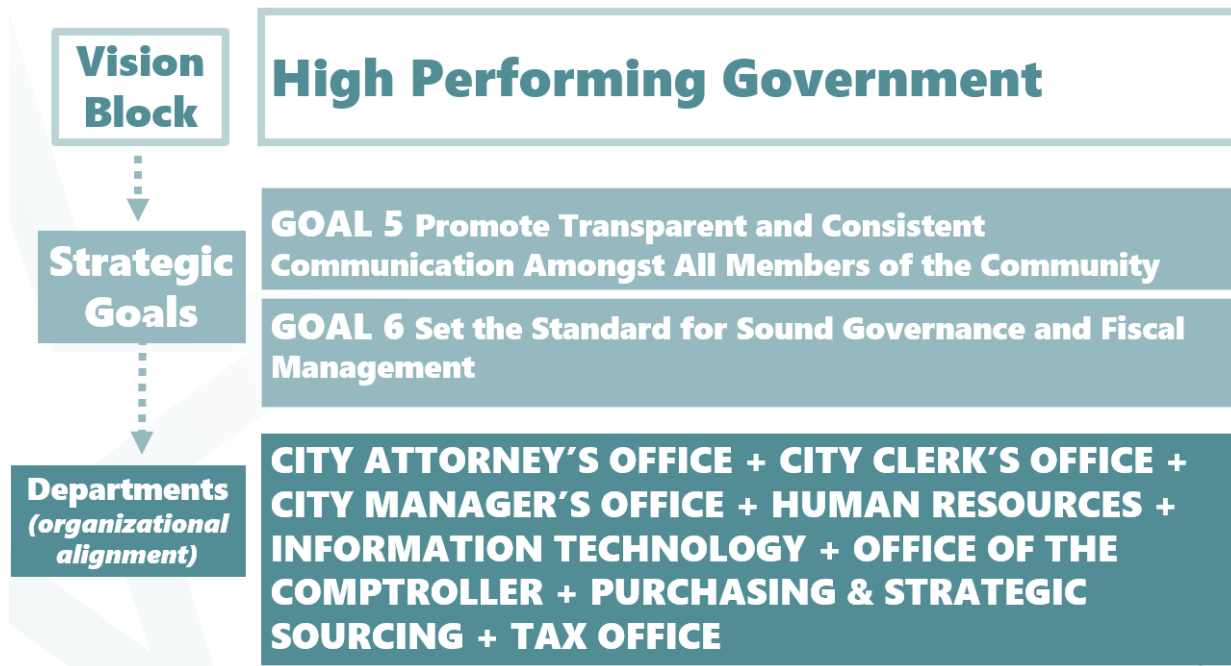 Vision
Block
High Performing Government
Strategic
Goals
GOAL 5 Promote Transparent and Consistent
Communication Amongst All Members of the Community
GOAL 6 Set the Standard for Sound Governance and Fiscal
Management
Departments
(organizational
alignment)
CITY ATTORNEY’S OFFICE + CITY CLERK’S OFFICE +
CITY MANAGER’S OFFICE + HUMAN RESOURCES +
INFORMATION TECHNOLOGY + OFFICE OF THE
COMPTROLLER + PURCHASING & STRATEGIC
SOURCING + TAX OFFICE